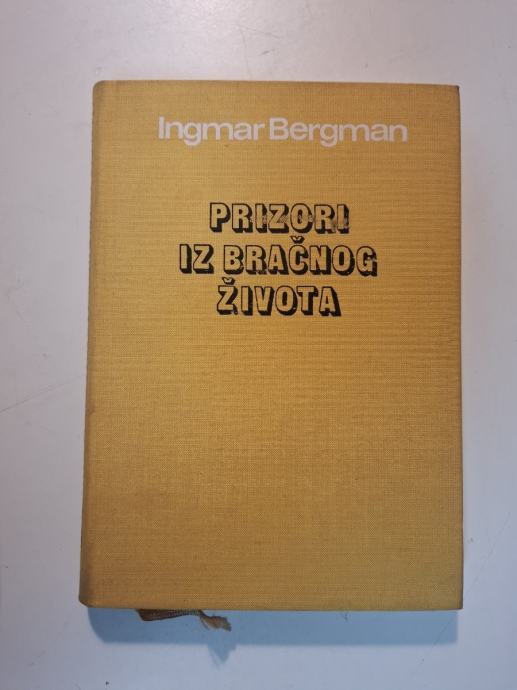 Ingmar Bergman
PRIZORI
IZ BRAČNOG
ŽIVOTA